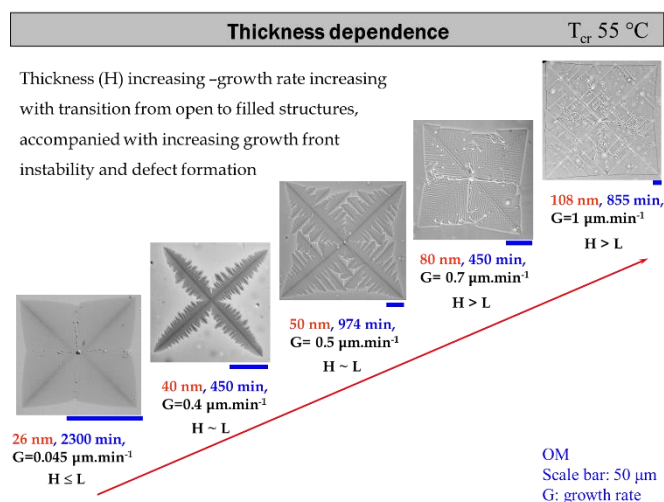 Thickness dependence
T_cr 55 °C
Thickness (H) increasing –growth rate increasing
with transition from open to filled structures,
accompanied with increasing growth front
instability and defect formation
108 nm, 855 min,
G=1 µm.min⁻¹
H > L
80 nm, 450 min,
G= 0.7 µm.min⁻¹
H > L
50 nm, 974 min,
G= 0.5 µm.min⁻¹
H ~ L
40 nm, 450 min,
G=0.4 µm.min⁻¹
H ~ L
26 nm, 2300 min,
G=0.045 µm.min⁻¹
H ≤ L
OM
Scale bar: 50 µm
G: growth rate